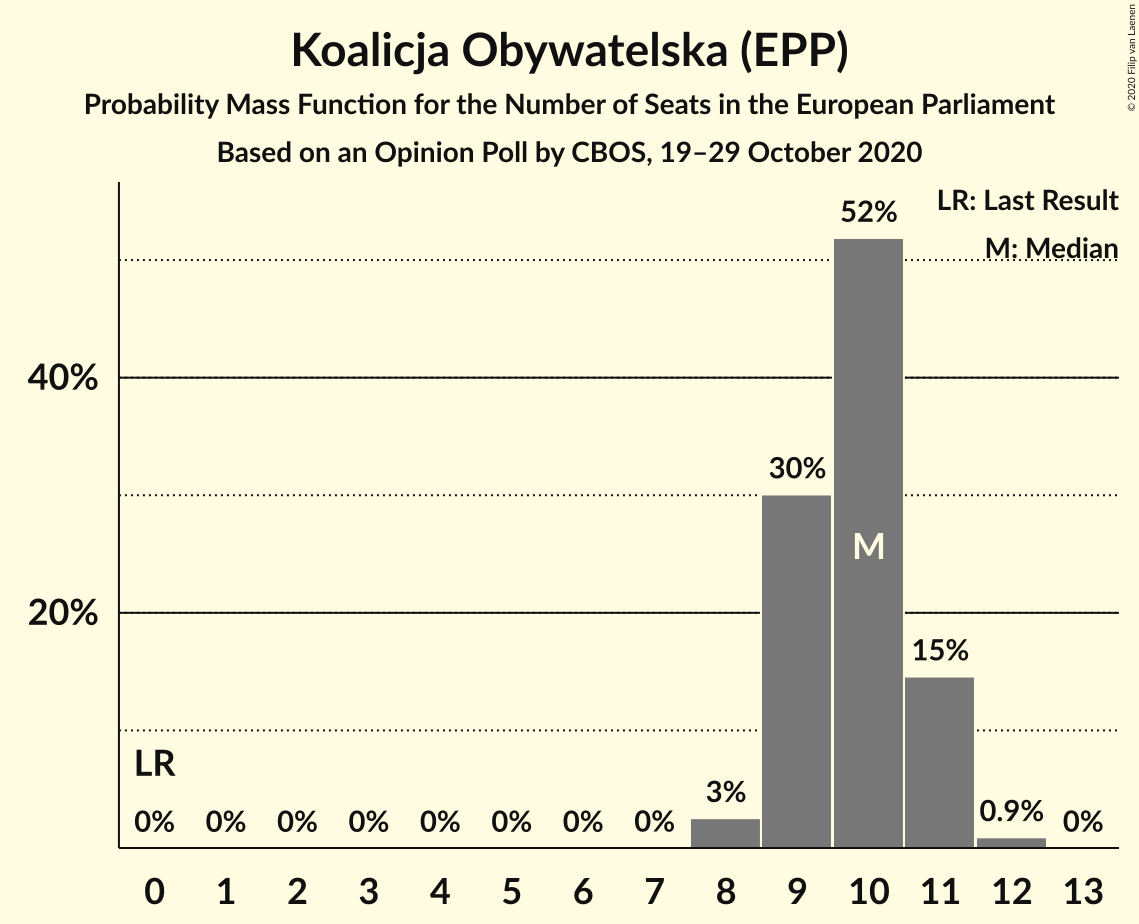 Koalicja Obywatelska (EPP)
Probability Mass Function for the Number of Seats in the European Parliament
Based on an Opinion Poll by CBOS, 19–29 October 2020
© 2020 Filip van Laenen
LR: Last Result
M: Median
52%
40%
30%
M
20%
15%
LR
3%
0.9%
0% 0% 0% 0% 0% 0% 0% 0% 0%
0 1 2 3 4 5 6 7 8 9 10 11 12 13